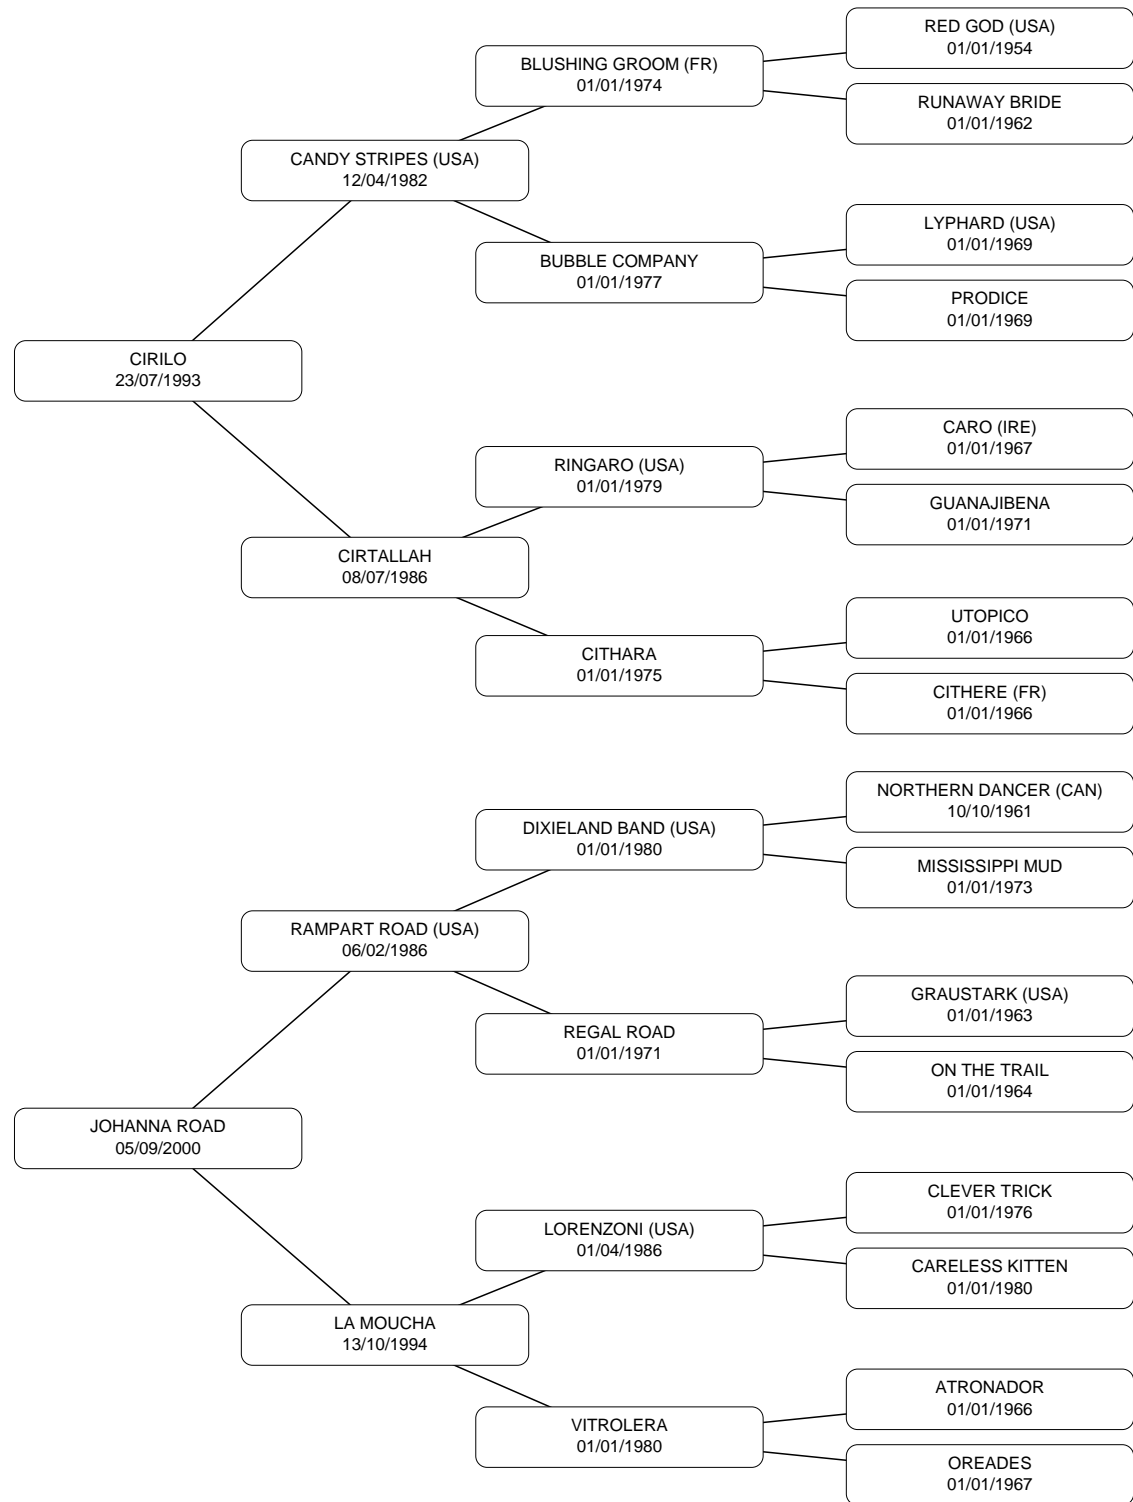 RED GOD (USA)
01/01/1954
BLUSHING GROOM (FR)
01/01/1974
RUNAWAY BRIDE
01/01/1962
CANDY STRIPES (USA)
12/04/1982
LYPHARD (USA)
01/01/1969
BUBBLE COMPANY
01/01/1977
PRODICE
01/01/1969
CIRILO
23/07/1993
CARO (IRE)
01/01/1967
RINGARO (USA)
01/01/1979
GUANAJIBENA
01/01/1971
CIRTALLAH
08/07/1986
UTOPICO
01/01/1966
CITHARA
01/01/1975
CITHERE (FR)
01/01/1966
NORTHERN DANCER (CAN)
10/10/1961
DIXIELAND BAND (USA)
01/01/1980
MISSISSIPPI MUD
01/01/1973
RAMPART ROAD (USA)
06/02/1986
GRAUSTARK (USA)
01/01/1963
REGAL ROAD
01/01/1971
ON THE TRAIL
01/01/1964
JOHANNA ROAD
05/09/2000
CLEVER TRICK
01/01/1976
LORENZONI (USA)
01/04/1986
CARELESS KITTEN
01/01/1980
LA MOUCHA
13/10/1994
ATRONADOR
01/01/1966
VITROLERA
01/01/1980
OREADES
01/01/1967